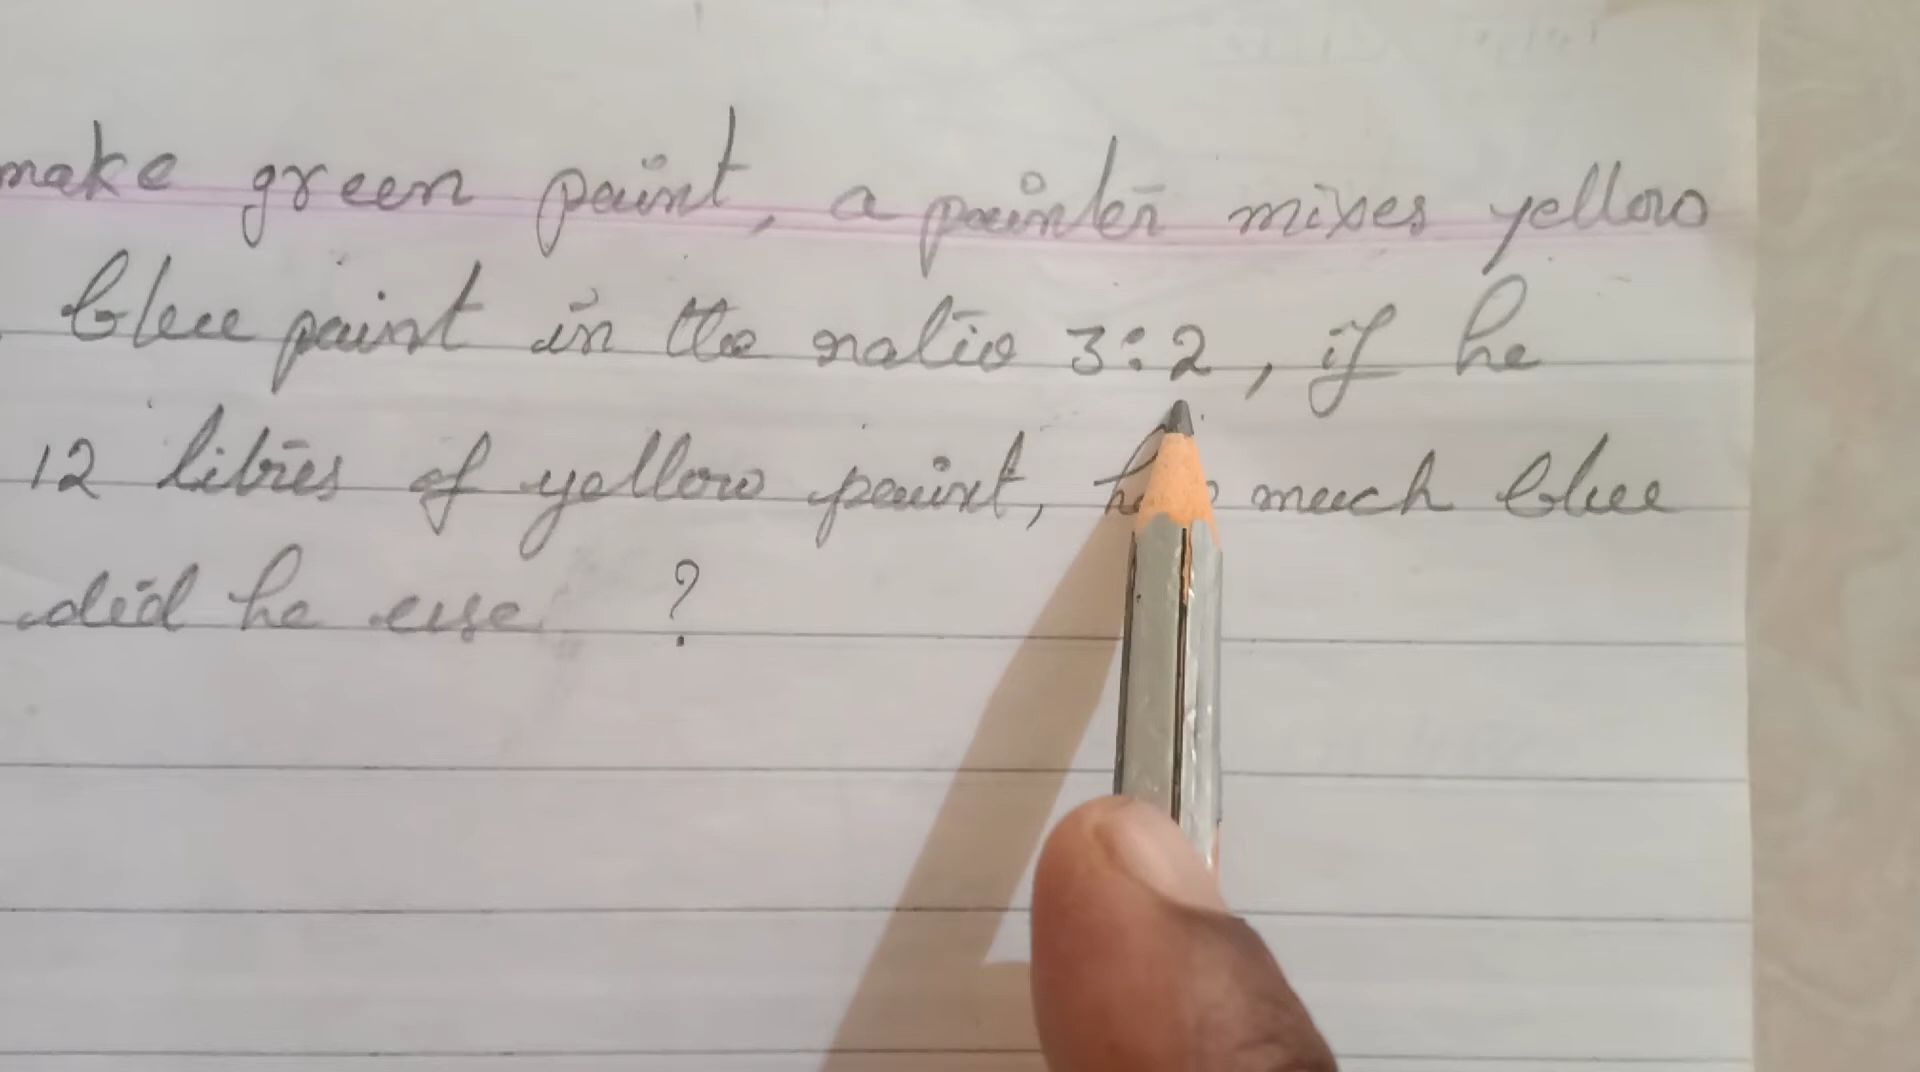 make green paint, a painter mixes yellow
blue paint in the ratio 3:2, if he
12 litres of yellow paint, how much blue
did he use ?